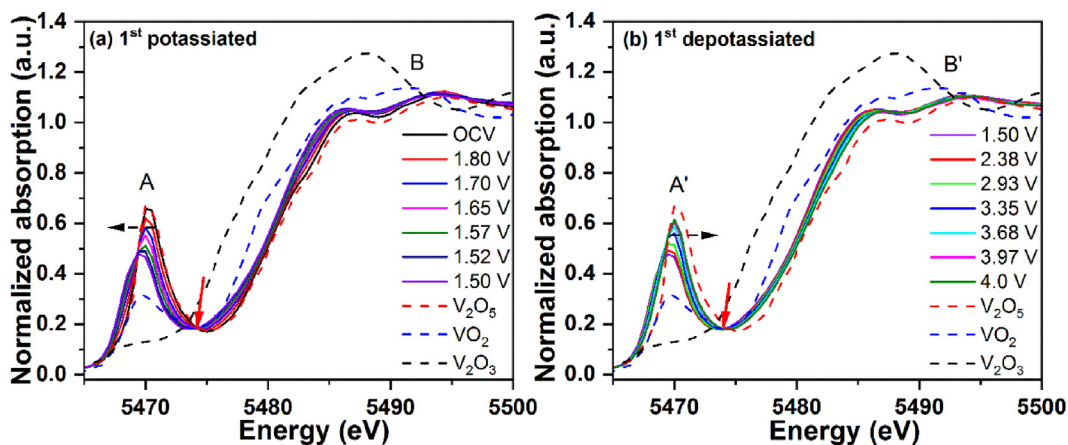 (a) 1st potassiated
Normalized absorption (a.u.)
1.4
1.2
1.0
0.8
0.6
0.4
0.2
0.0
A
B
OCV
1.80 V
1.70 V
1.65 V
1.57 V
1.52 V
1.50 V
V2O5
VO2
V2O3
5470 5480 5490 5500
Energy (eV)
(b) 1st depotassiated
Normalized absorption (a.u.)
1.4
1.2
1.0
0.8
0.6
0.4
0.2
0.0
A'
B'
1.50 V
2.38 V
2.93 V
3.35 V
3.68 V
3.97 V
4.0 V
V2O5
VO2
V2O3
5470 5480 5490 5500
Energy (eV)